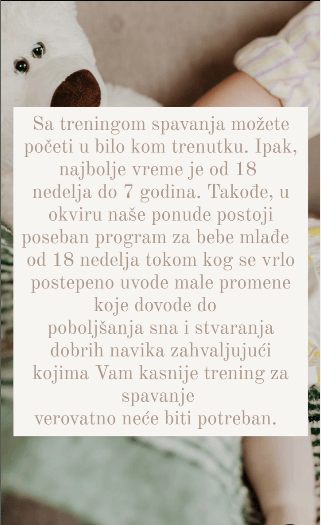 Sa treningom spavanja možete
početi u bilo kom trenutku. Ipak,
najbolje vreme je od 18
nedelja do 7 godina. Takođe, u
okviru naše ponude postoji
poseban program za bebe mlađe
od 18 nedelja tokom kog se vrlo
postepeno uvode male promene
koje dovode do
poboljšanja sna i stvaranja
dobrih navika zahvaljujući
kojima Vam kasnije trening za
spavanje
verovatno neće biti potreban.